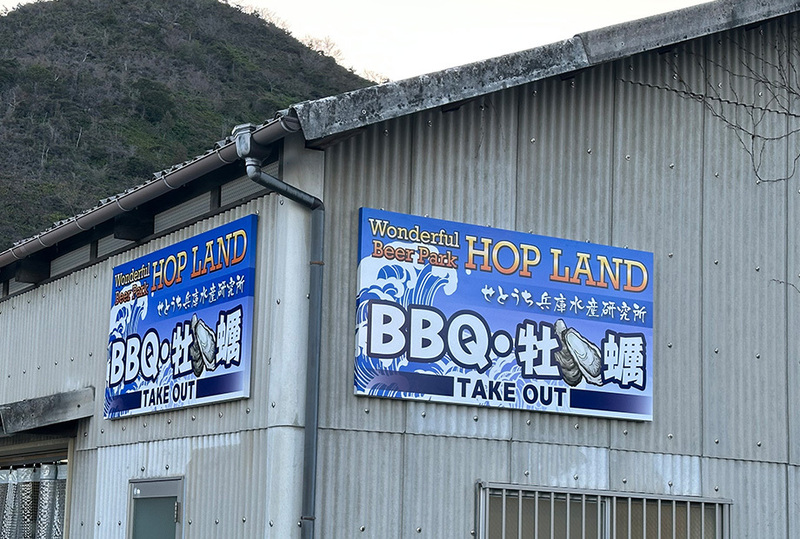 Wonderful
Beer Park
HOP LAND
せとうち兵庫水産研究所
BBQ・牡蠣
TAKE OUT
Wonderful
Beer Park
HOP LAND
せとうち兵庫水産研究所
BBQ・牡蠣
TAKE OUT